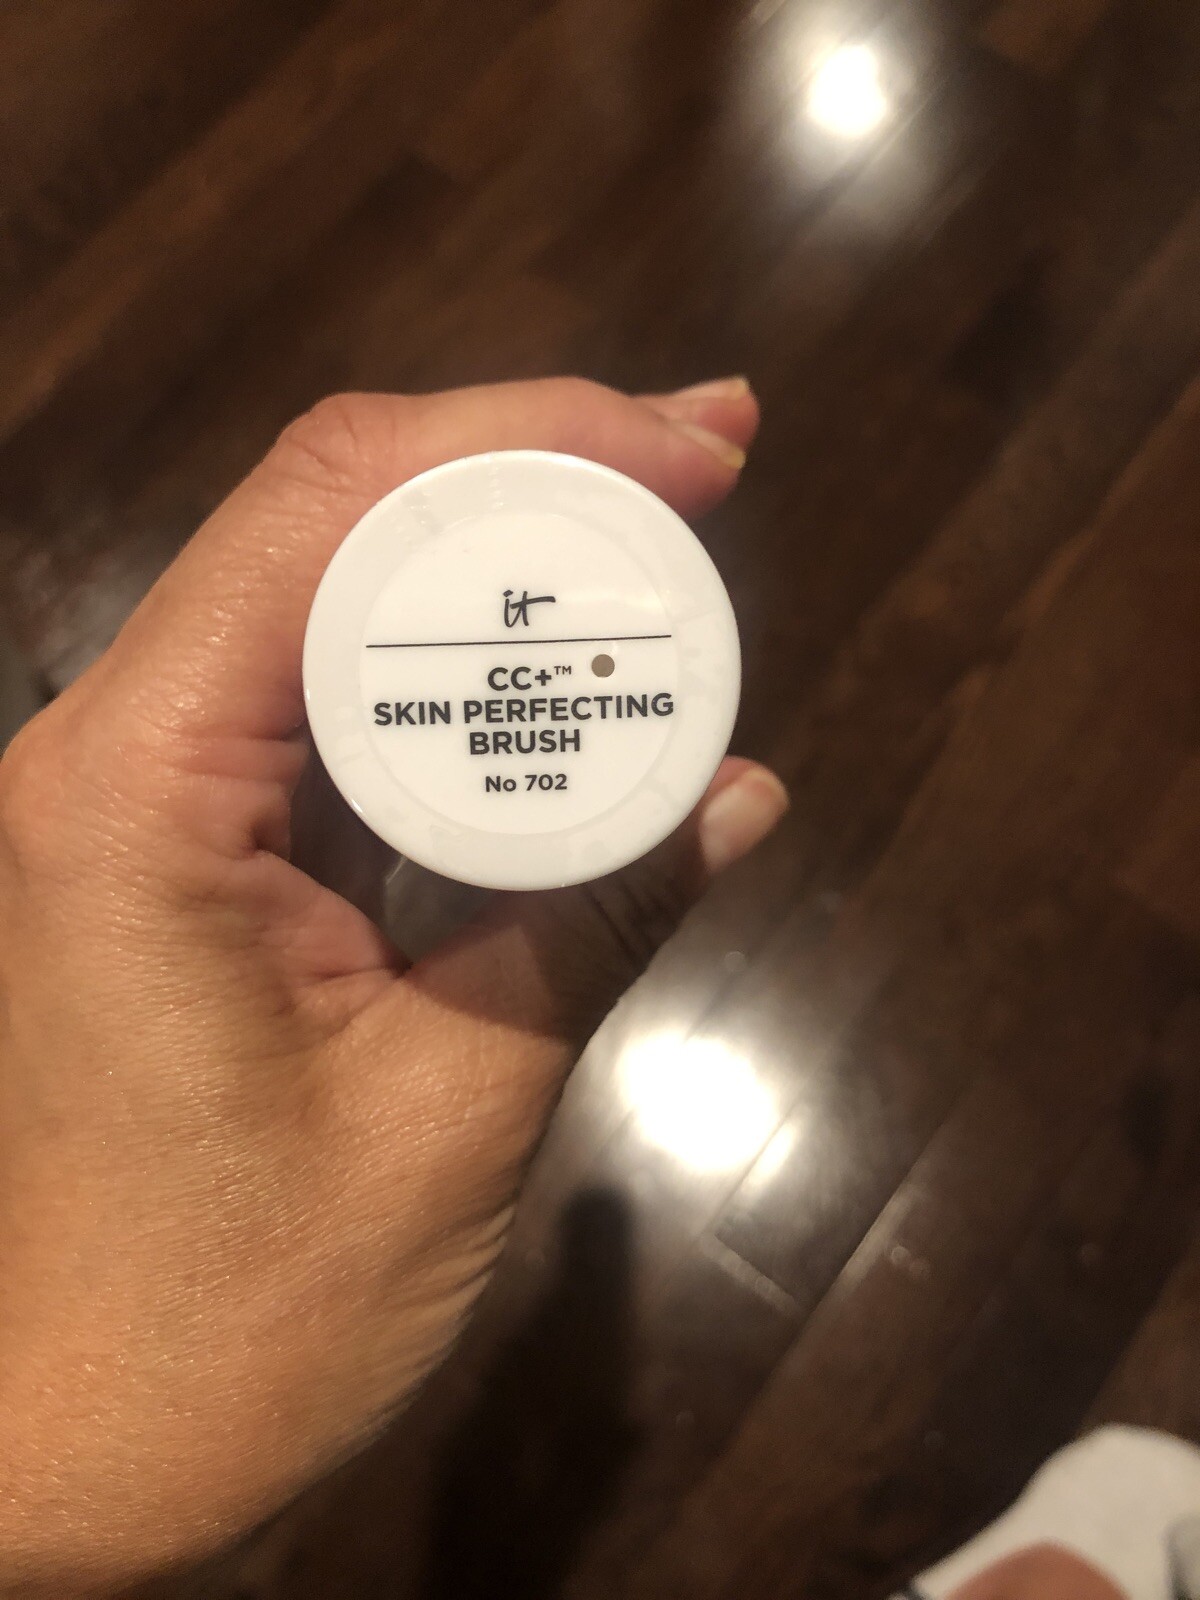 it
CC+™
SKIN PERFECTING
BRUSH
No 702